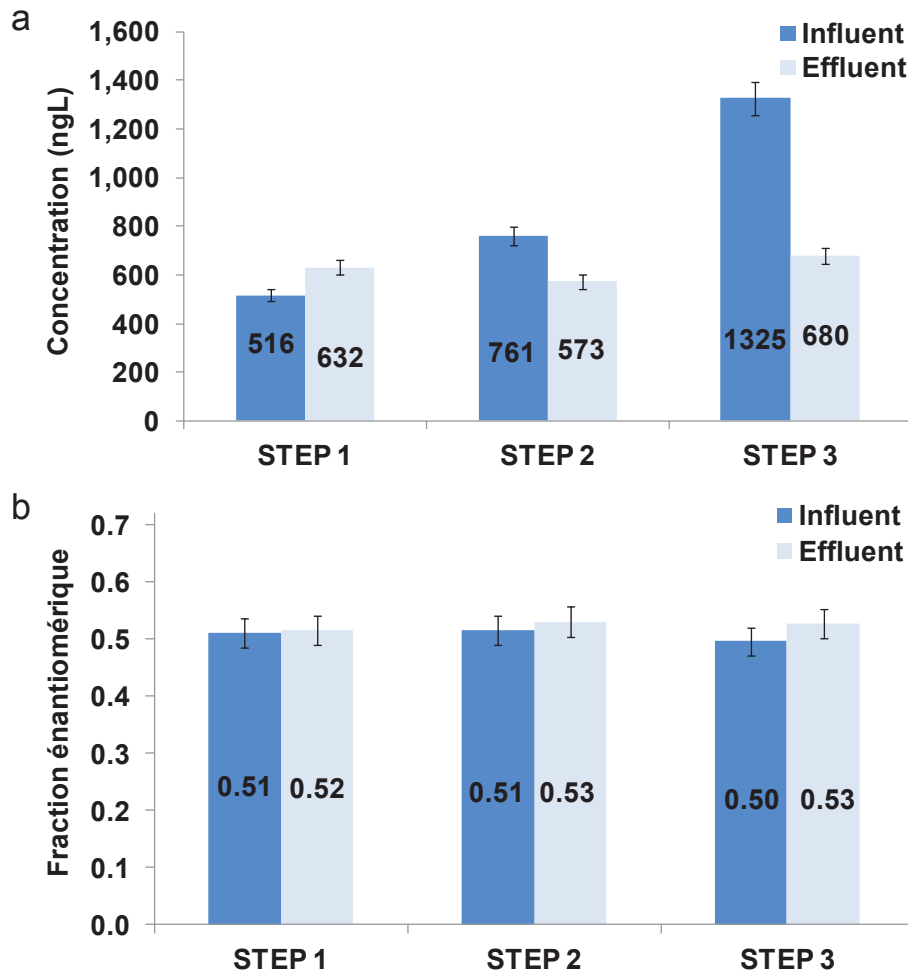 a
1,600
1,400
1,200
1,000
800
600
400
200
0
Concentration (ngL)
Influent
Effluent
516
632
761
573
1325
680
STEP 1
STEP 2
STEP 3
b
0.7
0.6
0.5
0.4
0.3
0.2
0.1
0.0
Fraction énantiomérique
Influent
Effluent
0.51
0.52
0.51
0.53
0.50
0.53
STEP 1
STEP 2
STEP 3